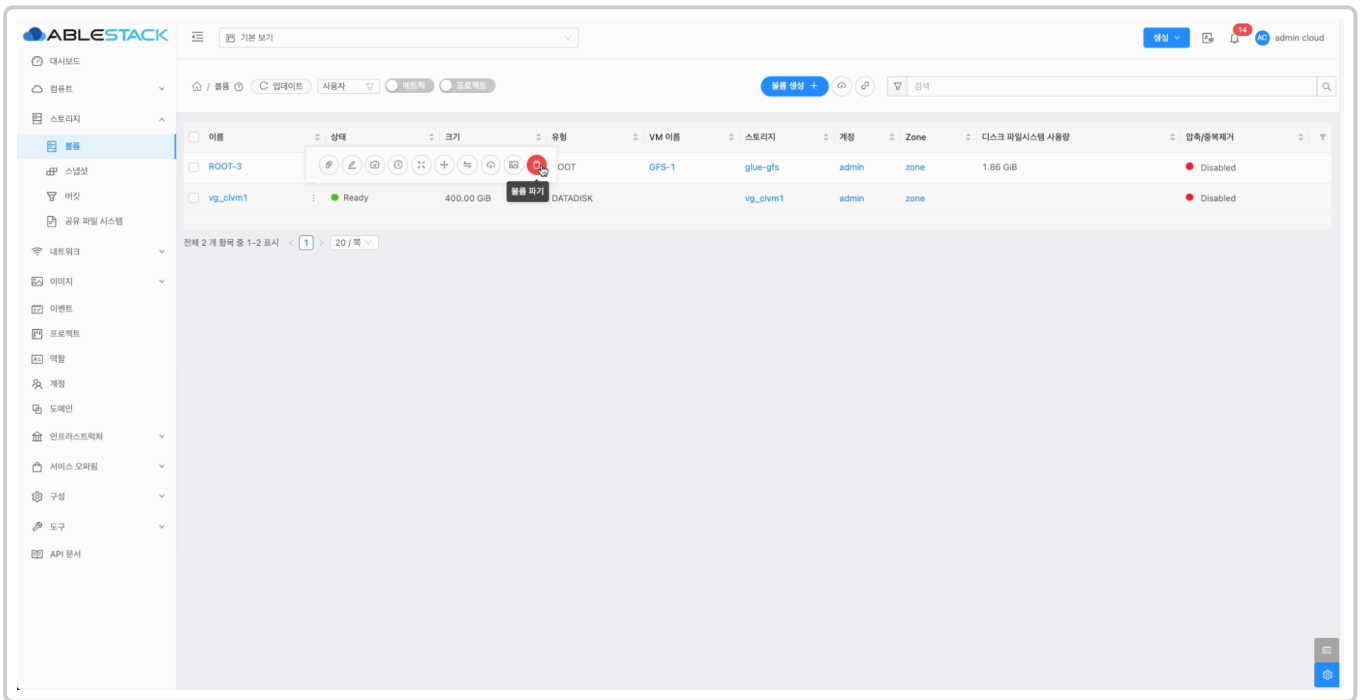 ABLESTACK
기본 보기
생성
14
AC
admin cloud
대시보드
컴퓨트
스토리지
볼륨
스냅샷
버킷
공유 파일 시스템
네트워크
이미지
이벤트
프로젝트
역할
계정
도메인
인프라스트럭쳐
서비스 오퍼링
구성
도구
API 문서
/ 볼륨 업데이트 사용자 메트릭 프로젝트
볼륨 생성 +
검색
이름 상태 크기 유형 VM 이름 스토리지 계정 Zone 디스크 파일시스템 사용량 압축/중복제거
ROOT-3 OOT GFS-1 glue-gfs admin zone 1.86 GiB Disabled
볼륨 파기
vg_clvm1 Ready 400.00 GiB DATADISK vg_clvm1 admin zone Disabled
전체 2 개 항목 중 1-2 표시 < 1 > 20 / 쪽